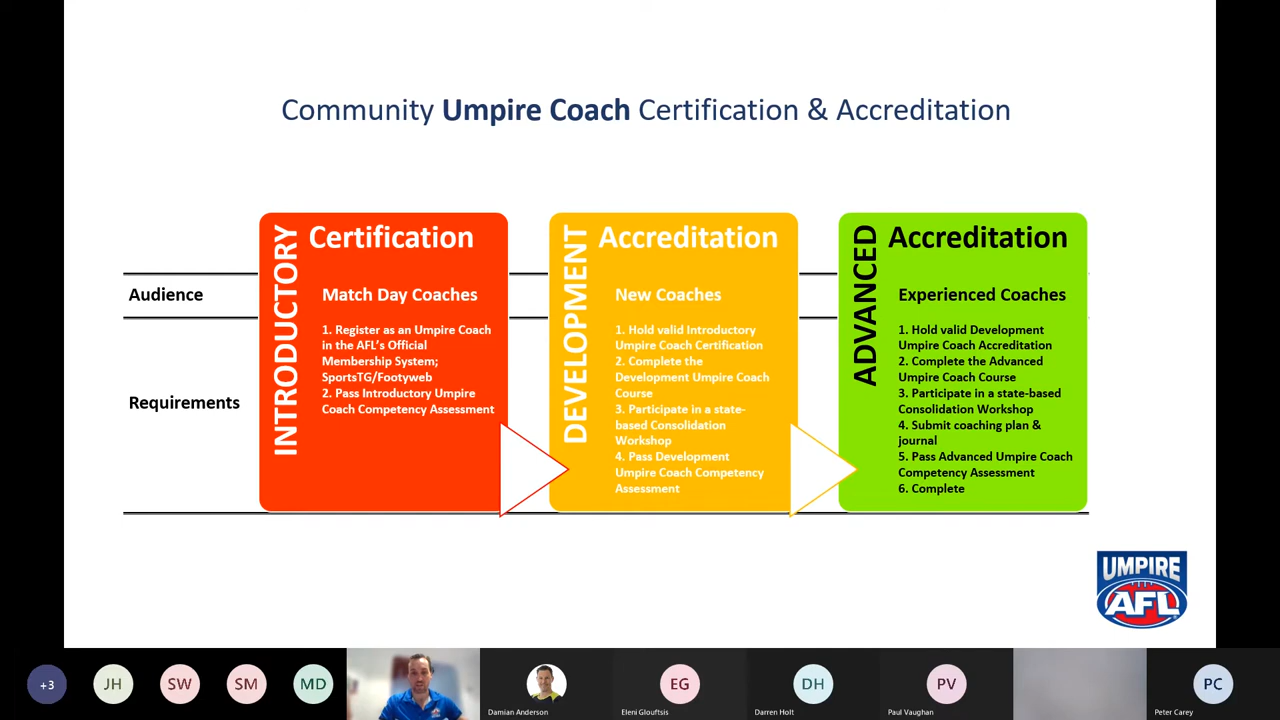 Community Umpire Coach Certification & Accreditation
INTRODUCTORY
Certification
DEVELOPMENT
Accreditation
ADVANCED
Accreditation
Audience
Match Day Coaches
New Coaches
Experienced Coaches
Requirements
1. Register as an Umpire Coach
in the AFL's Official
Membership System;
SportsTG/Footyweb
2. Pass Introductory Umpire
Coach Competency Assessment
1. Hold valid Introductory
Umpire Coach Certification
2. Complete the
Development Umpire Coach
Course
3. Participate in a state-
based Consolidation
Workshop
4. Pass Development
Umpire Coach Competency
Assessment
1. Hold valid Development
Umpire Coach Accreditation
2. Complete the Advanced
Umpire Coach Course
3. Participate in a state-based
Consolidation Workshop
4. Submit coaching plan &
journal
5. Pass Advanced Umpire Coach
Competency Assessment
6. Complete
UMPIRE
AFL
+3
JH
SW
SM
MD
Damian Anderson
EG
Eleni Glouftsis
DH
Darren Holt
PV
Paul Vaughan
PC
Peter Carey